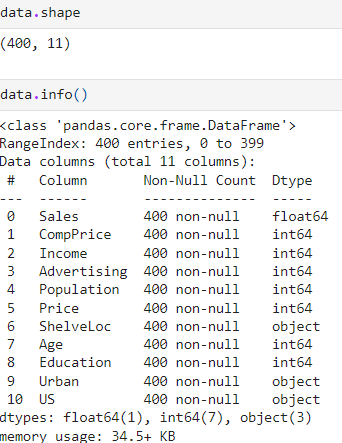 data.shape
(400, 11)
data.info()
<class 'pandas.core.frame.DataFrame'>
RangeIndex: 400 entries, 0 to 399
Data columns (total 11 columns):
 #   Column       Non-Null Count  Dtype
---  ------       --------------  -----
 0   Sales        400 non-null    float64
 1   CompPrice    400 non-null    int64
 2   Income       400 non-null    int64
 3   Advertising  400 non-null    int64
 4   Population   400 non-null    int64
 5   Price        400 non-null    int64
 6   ShelveLoc    400 non-null    object
 7   Age          400 non-null    int64
 8   Education    400 non-null    int64
 9   Urban        400 non-null    object
 10  US           400 non-null    object
dtypes: float64(1), int64(7), object(3)
memory usage: 34.5+ KB